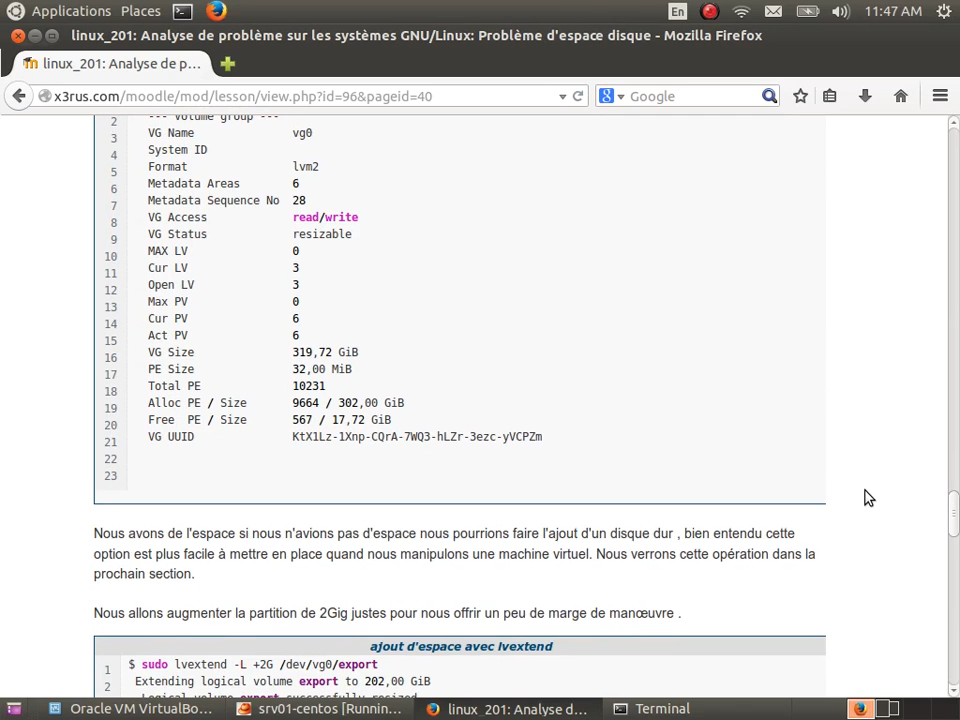 Applications Places En 11:47 AM
linux_201: Analyse de problème sur les systèmes GNU/Linux: Problème d'espace disque - Mozilla Firefox
linux_201: Analyse de p...
x3rus.com/moodle/mod/lesson/view.php?id=96&pageid=40 Google
2 --- Volume group ---
3 VG Name vg0
4 System ID
5 Format lvm2
6 Metadata Areas 6
7 Metadata Sequence No 28
8 VG Access read/write
9 VG Status resizable
10 MAX LV 0
11 Cur LV 3
12 Open LV 3
13 Max PV 0
14 Cur PV 6
15 Act PV 6
16 VG Size 319,72 GiB
17 PE Size 32,00 MiB
18 Total PE 10231
19 Alloc PE / Size 9664 / 302,00 GiB
20 Free PE / Size 567 / 17,72 GiB
21 VG UUID KtX1Lz-1Xnp-CQrA-7WQ3-hLZr-3ezc-yVCPZm
22
23
Nous avons de l'espace si nous n'avions pas d'espace nous pourrions faire l'ajout d'un disque dur , bien entendu cette
option est plus facile à mettre en place quand nous manipulons une machine virtuel. Nous verrons cette opération dans la
prochain section.
Nous allons augmenter la partition de 2Gig justes pour nous offrir un peu de marge de manœuvre .
ajout d'espace avec lvextend
1 $ sudo lvextend -L +2G /dev/vg0/export
2 Extending logical volume export to 202,00 GiB
Logical volume export successfully resized
Oracle VM VirtualBo... srv01-centos [Runnin... linux_201: Analyse d... Terminal